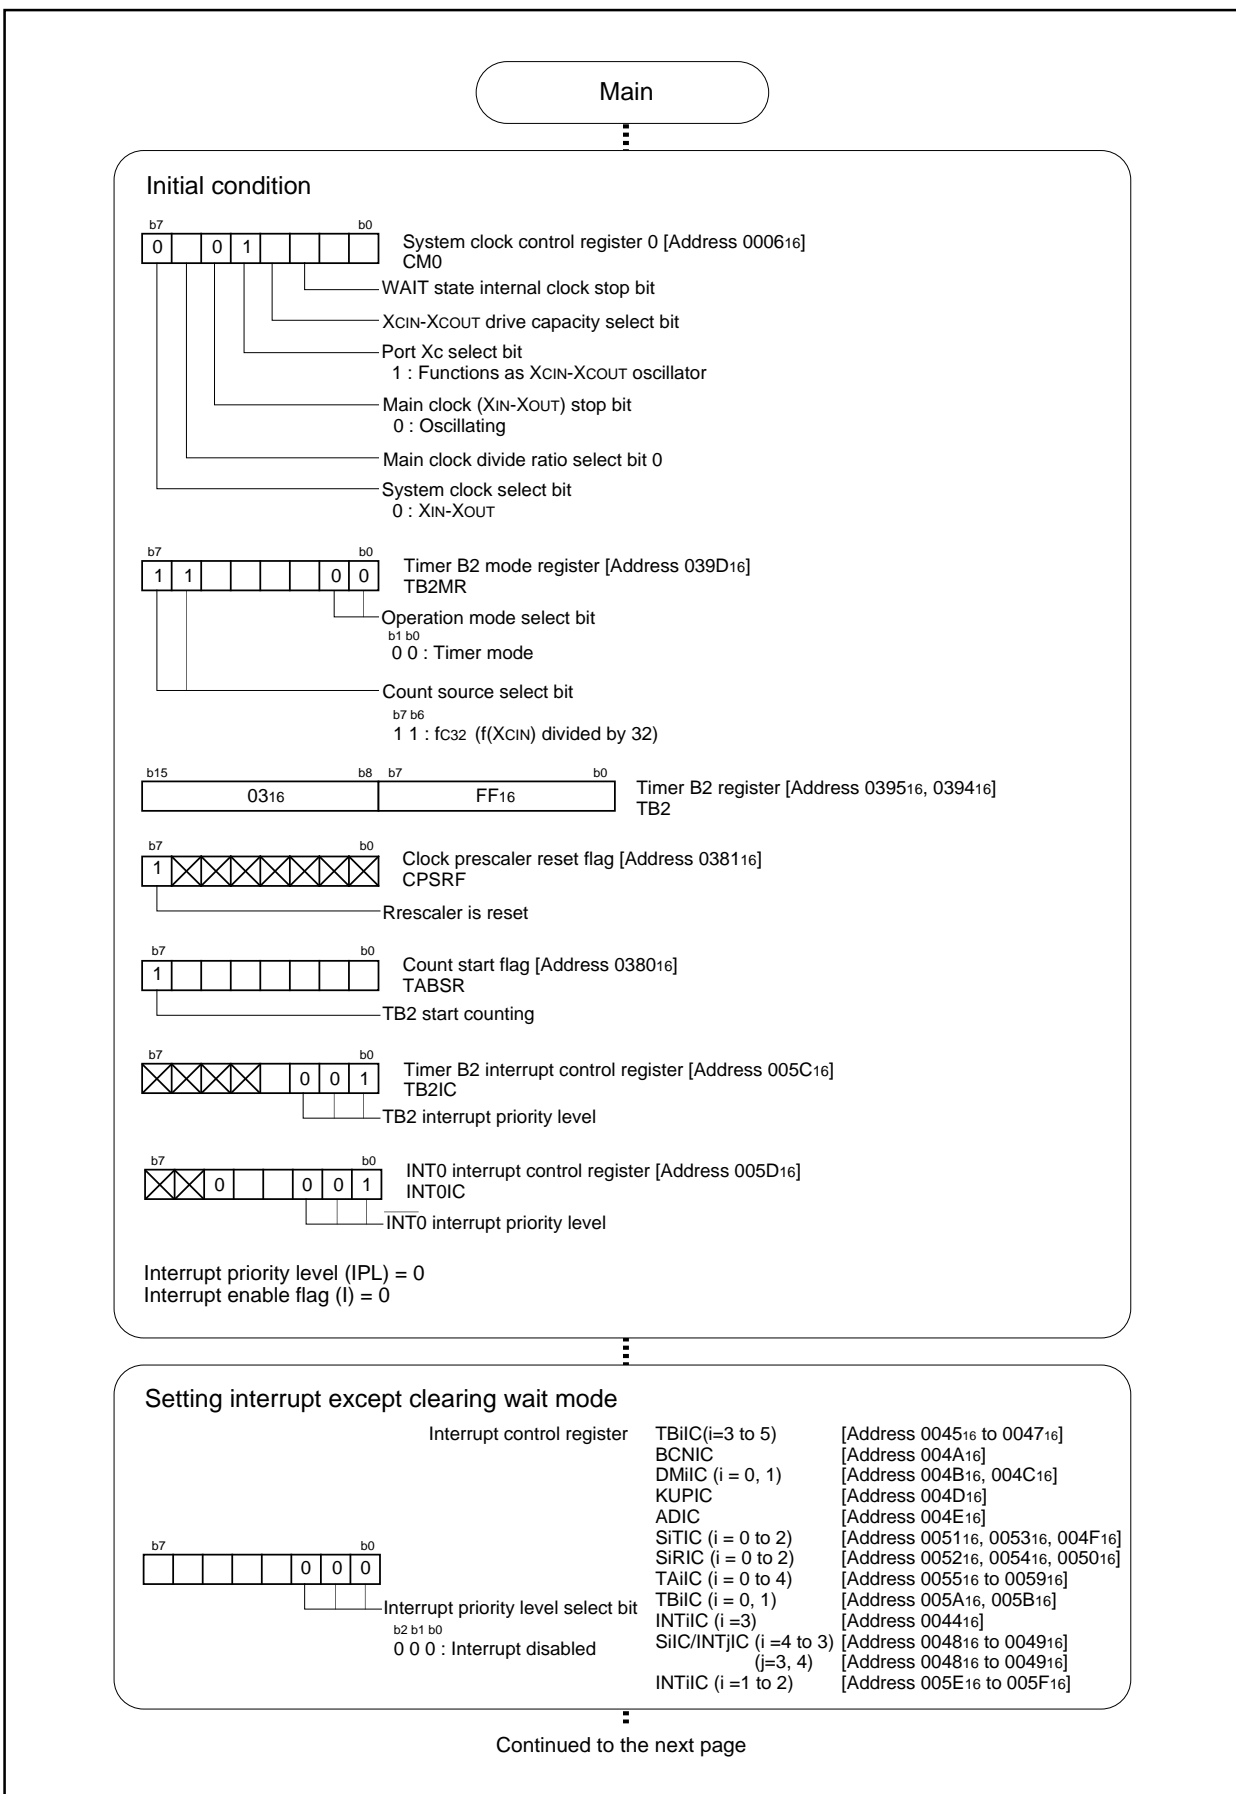 Main
Initial condition
b7 b0
0 0 1
System clock control register 0 [Address 000616]
CM0
WAIT state internal clock stop bit
XCIN-XCOUT drive capacity select bit
Port Xc select bit
1 : Functions as XCIN-XCOUT oscillator
Main clock (XIN-XOUT) stop bit
0 : Oscillating
Main clock divide ratio select bit 0
System clock select bit
0 : XIN-XOUT
b7 b0
1 1 0 0
Timer B2 mode register [Address 039D16]
TB2MR
Operation mode select bit
b1 b0
0 0 : Timer mode
Count source select bit
b7 b6
1 1 : fC32 (f(XCIN) divided by 32)
b15 b8 b7 b0
0316 FF16
Timer B2 register [Address 039516, 039416]
TB2
b7 b0
1
Clock prescaler reset flag [Address 038116]
CPSRF
Rrescaler is reset
b7 b0
1
Count start flag [Address 038016]
TABSR
TB2 start counting
b7 b0
0 0 1
Timer B2 interrupt control register [Address 005C16]
TB2IC
TB2 interrupt priority level
b7 b0
0 0 0 1
INT0 interrupt control register [Address 005D16]
INT0IC
INT0 interrupt priority level
Interrupt priority level (IPL) = 0
Interrupt enable flag (I) = 0
Setting interrupt except clearing wait mode
Interrupt control register TBiIC(i=3 to 5) [Address 004516 to 004716]
BCNIC [Address 004A16]
DMiIC (i = 0, 1) [Address 004B16, 004C16]
KUPIC [Address 004D16]
ADIC [Address 004E16]
SiTIC (i = 0 to 2) [Address 005116, 005316, 004F16]
SiRIC (i = 0 to 2) [Address 005216, 005416, 005016]
TAiIC (i = 0 to 4) [Address 005516 to 005916]
TBiIC (i = 0, 1) [Address 005A16, 005B16]
INTiIC (i =3) [Address 004416]
SiIC/INTjIC (i =4 to 3) [Address 004816 to 004916]
(j=3, 4) [Address 004816 to 004916]
INTiIC (i =1 to 2) [Address 005E16 to 005F16]
b7 b0
0 0 0
Interrupt priority level select bit
b2 b1 b0
0 0 0 : Interrupt disabled
Continued to the next page